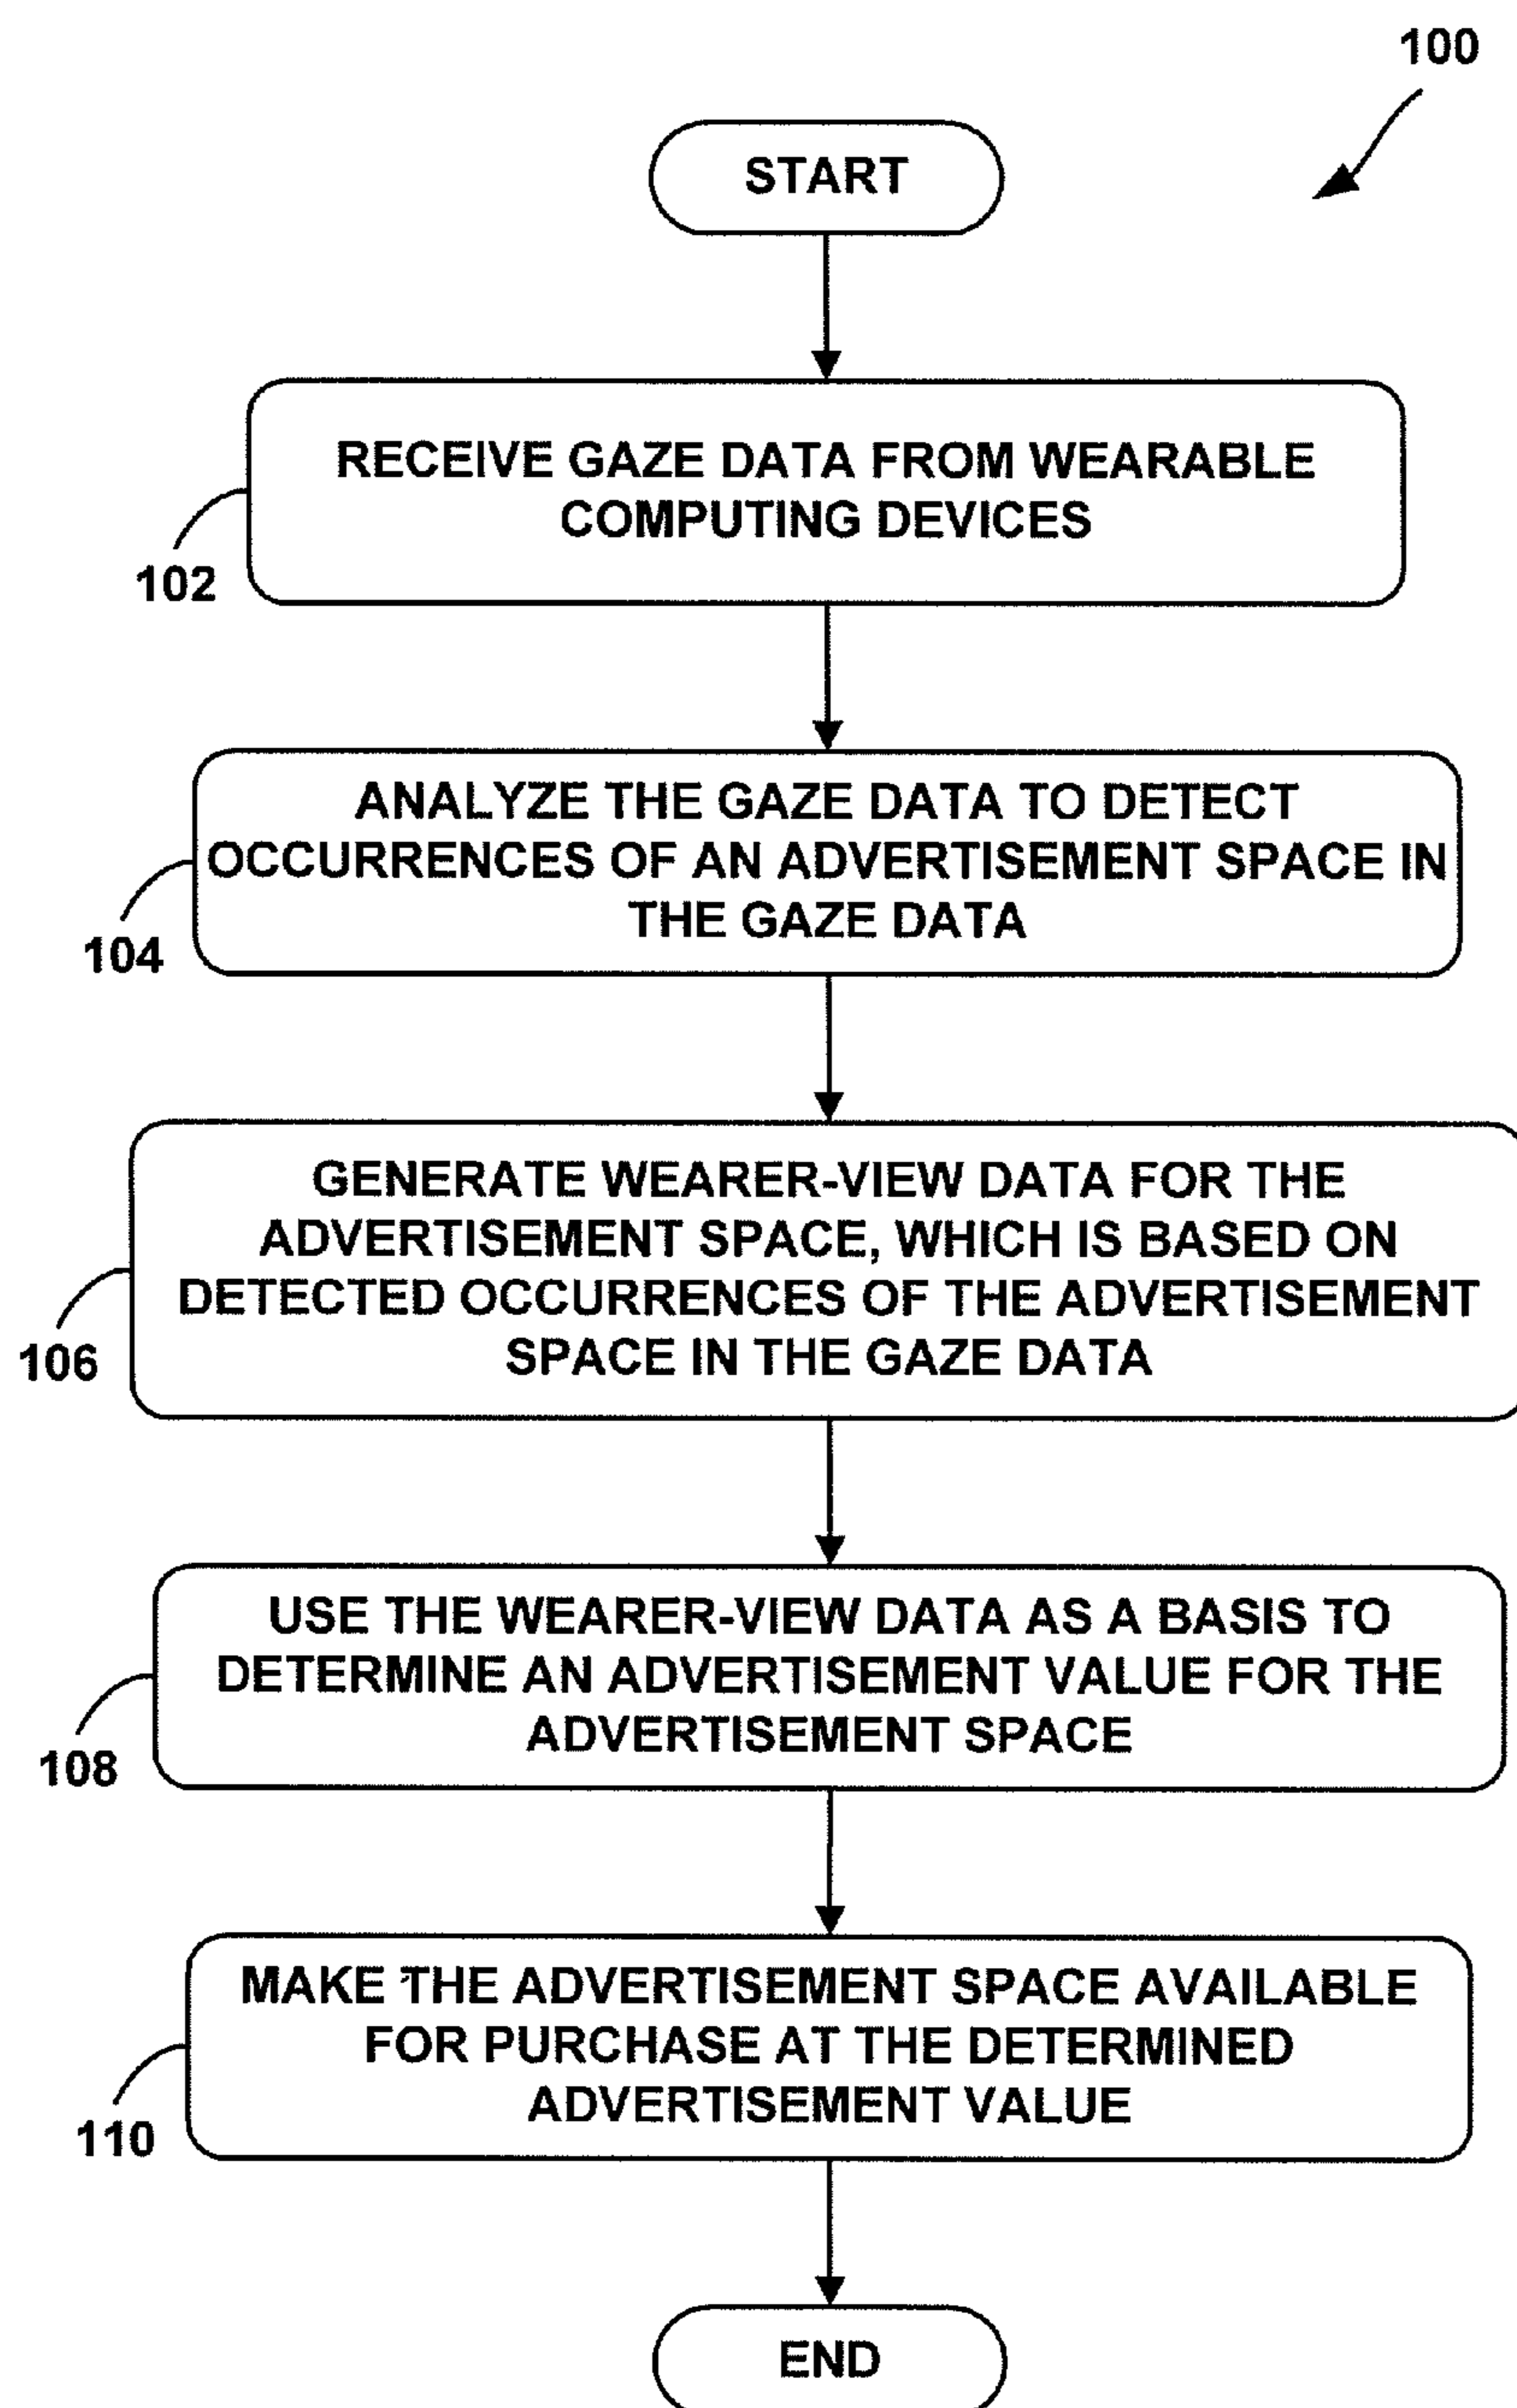 100
START
RECEIVE GAZE DATA FROM WEARABLE
COMPUTING DEVICES
102
ANALYZE THE GAZE DATA TO DETECT
OCCURRENCES OF AN ADVERTISEMENT SPACE IN
THE GAZE DATA
104
GENERATE WEARER-VIEW DATA FOR THE
ADVERTISEMENT SPACE, WHICH IS BASED ON
DETECTED OCCURRENCES OF THE ADVERTISEMENT
SPACE IN THE GAZE DATA
106
USE THE WEARER-VIEW DATA AS A BASIS TO
DETERMINE AN ADVERTISEMENT VALUE FOR THE
ADVERTISEMENT SPACE
108
MAKE THE ADVERTISEMENT SPACE AVAILABLE
FOR PURCHASE AT THE DETERMINED
ADVERTISEMENT VALUE
110
END